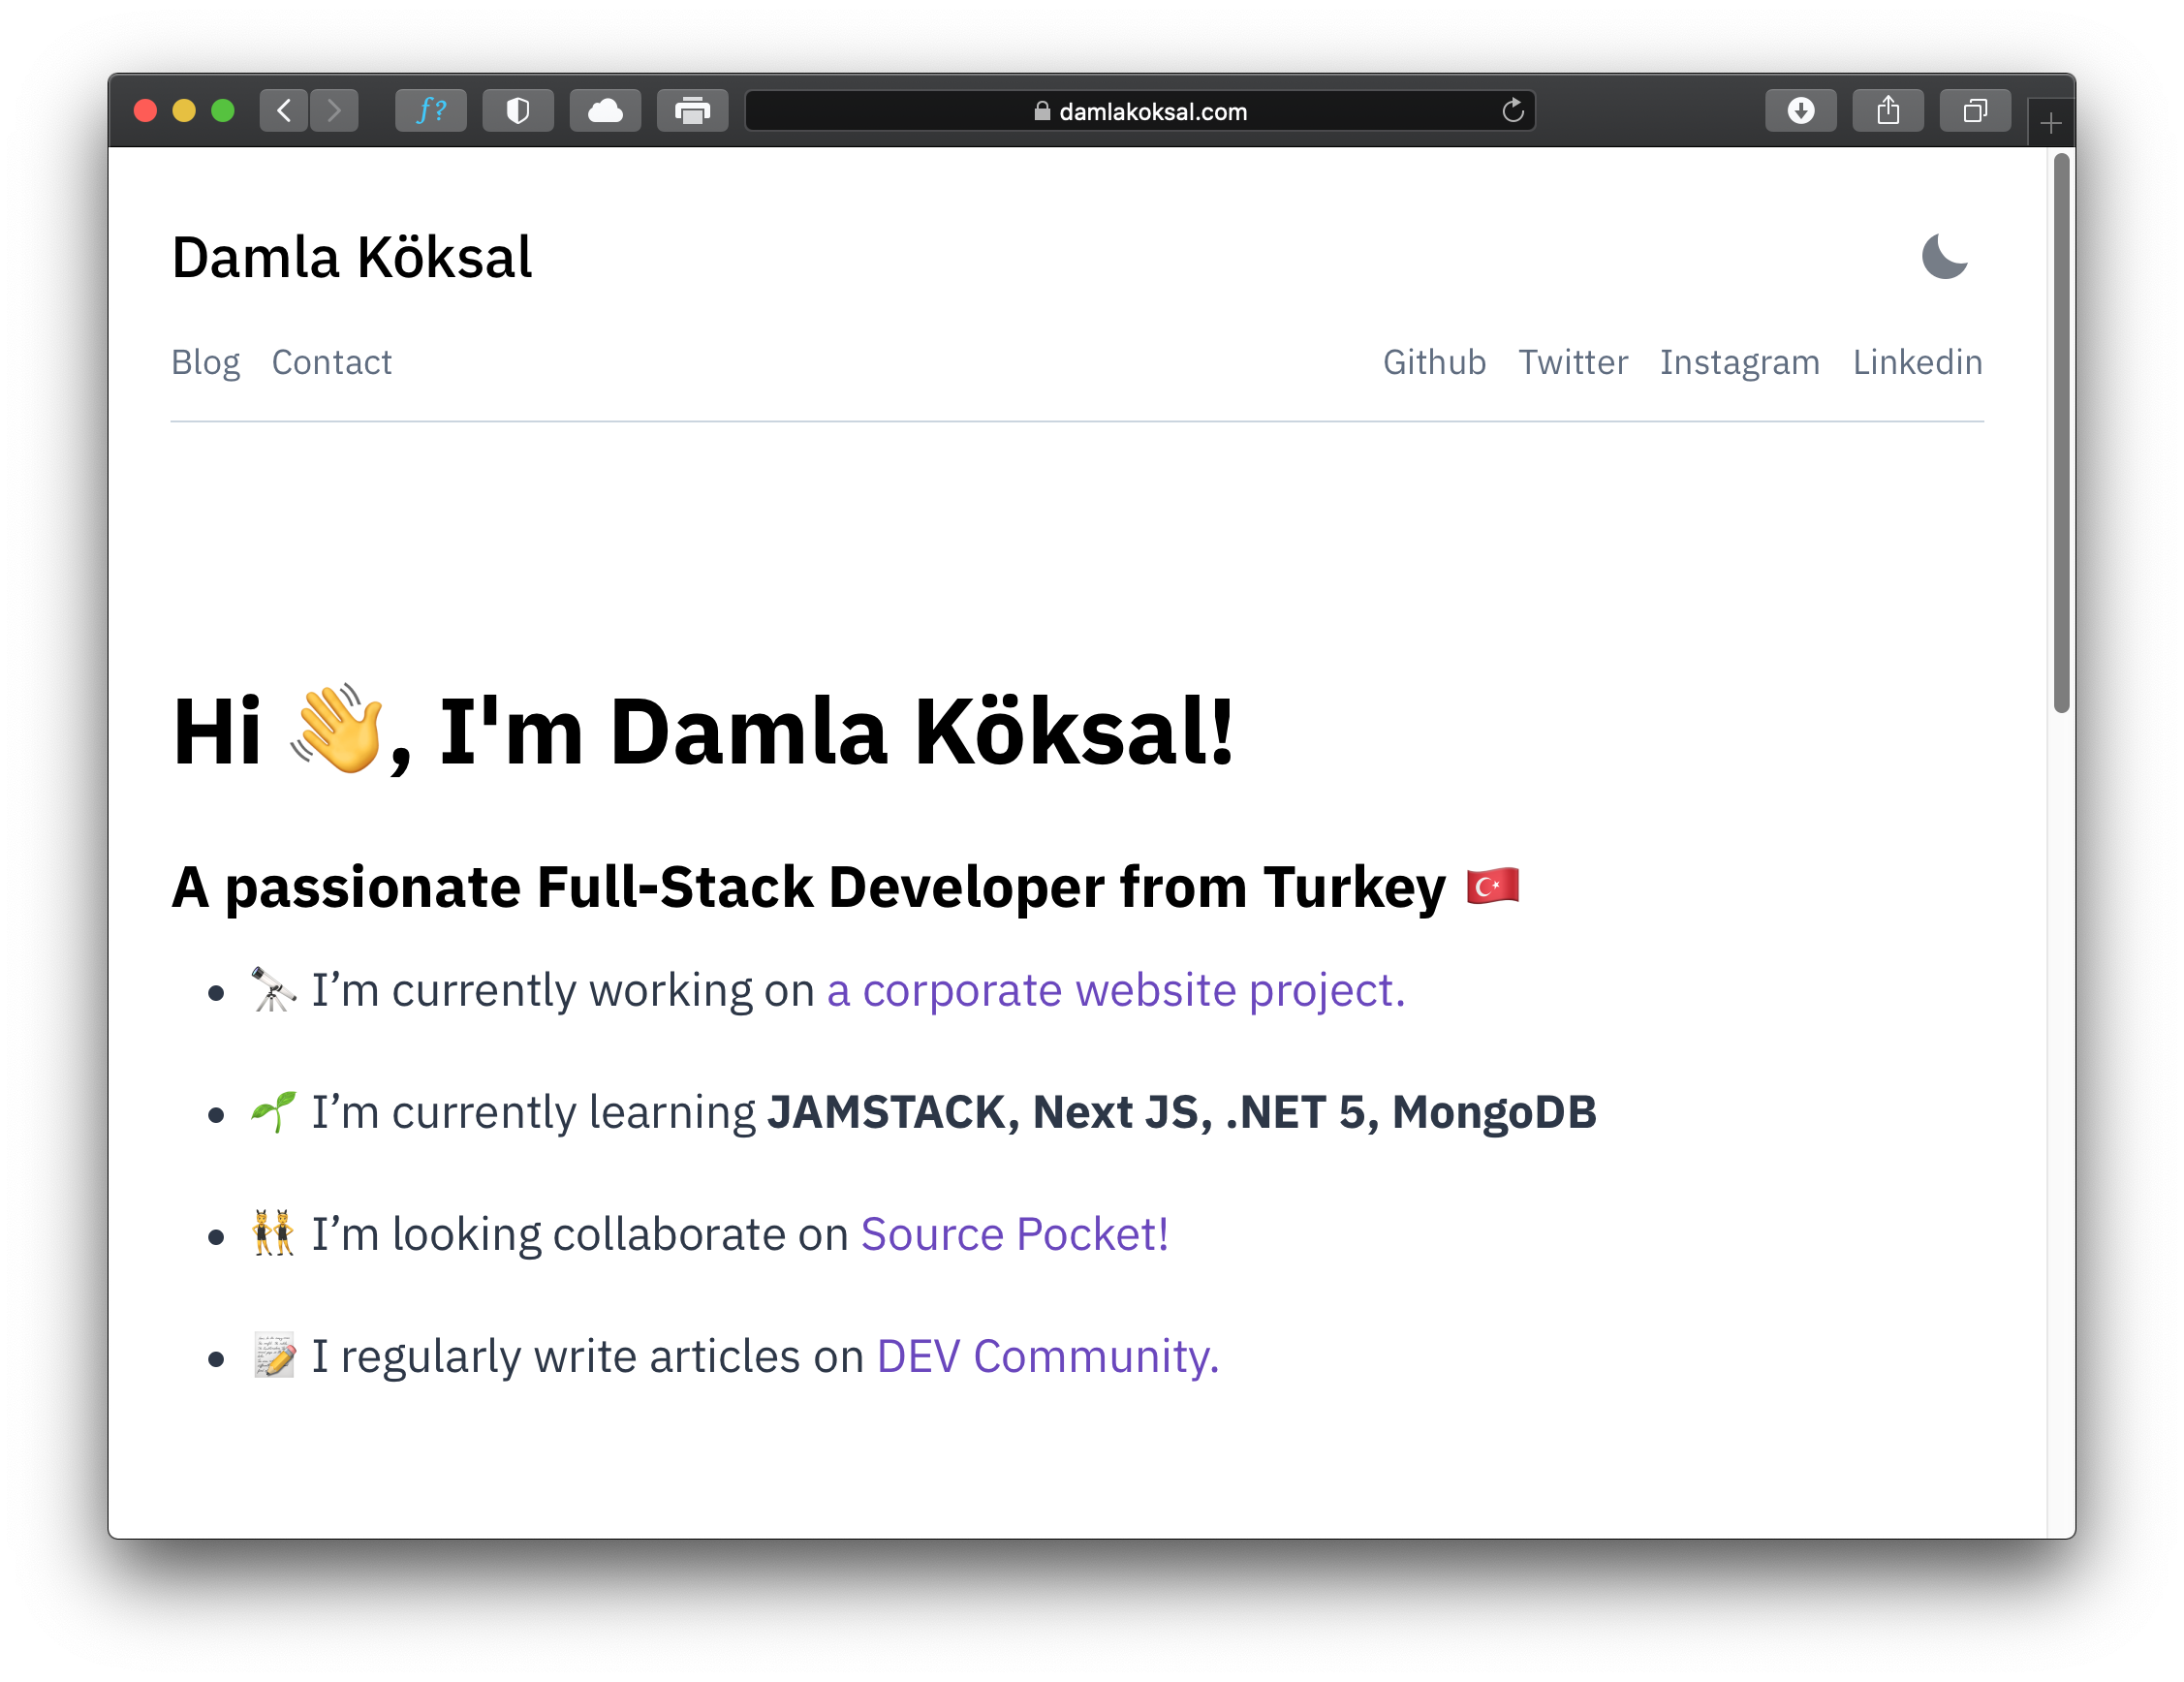 f?
damlakoksal.com
Damla Köksal
Blog Contact Github Twitter Instagram Linkedin
Hi 👋, I'm Damla Köksal!
A passionate Full-Stack Developer from Turkey 🇹🇷
• 🔭 I’m currently working on a corporate website project.
• 🌱 I’m currently learning JAMSTACK, Next JS, .NET 5, MongoDB
• 👯 I’m looking collaborate on Source Pocket!
• 📝 I regularly write articles on DEV Community.